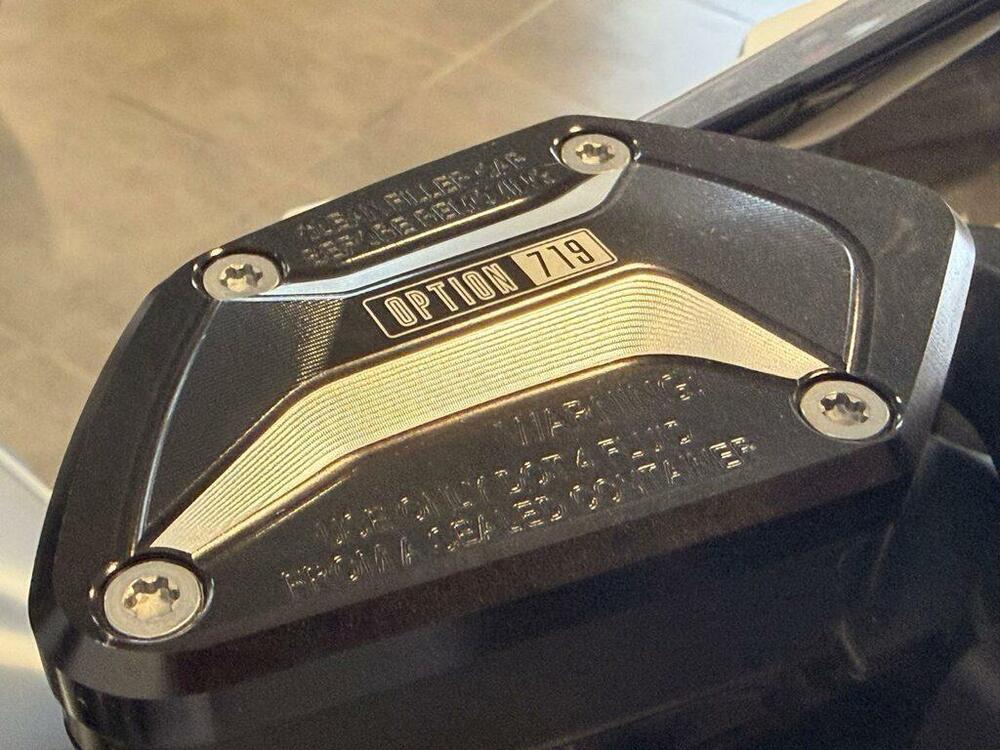 CLEAN FILLER CAP
BEFORE REMOVING
OPTION 719
WARNING:
USE ONLY DOT 4 FLUID
FROM A SEALED CONTAINER